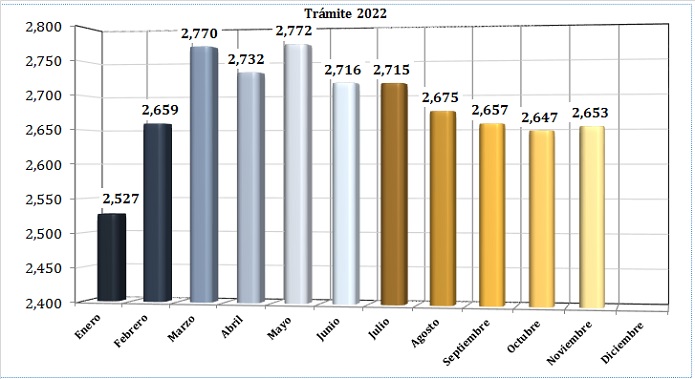 Trámite 2022
2,800
2,750
2,700
2,650
2,600
2,550
2,500
2,450
2,400
2,527
2,659
2,770
2,732
2,772
2,716
2,715
2,675
2,657
2,647
2,653
Enero
Febrero
Marzo
Abril
Mayo
Junio
Julio
Agosto
Septiembre
Octubre
Noviembre
Diciembre